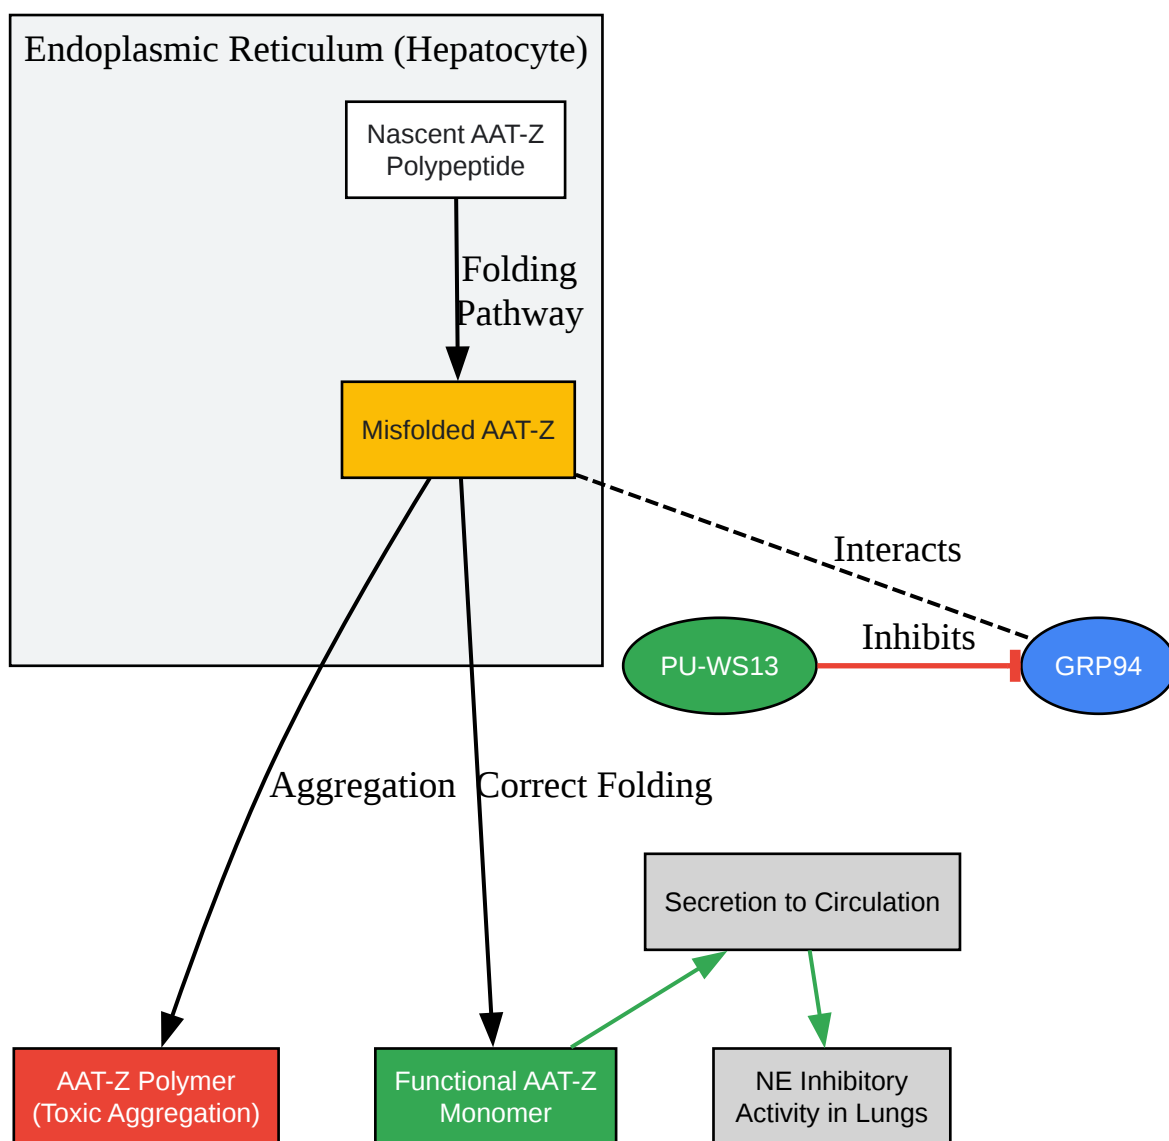 Endoplasmic Reticulum (Hepatocyte)
Nascent AAT-Z
Polypeptide
Folding
Pathway
Misfolded AAT-Z
Interacts
Inhibits
PU-WS13
GRP94
Aggregation
Correct Folding
Secretion to Circulation
AAT-Z Polymer
(Toxic Aggregation)
Functional AAT-Z
Monomer
NE Inhibitory
Activity in Lungs